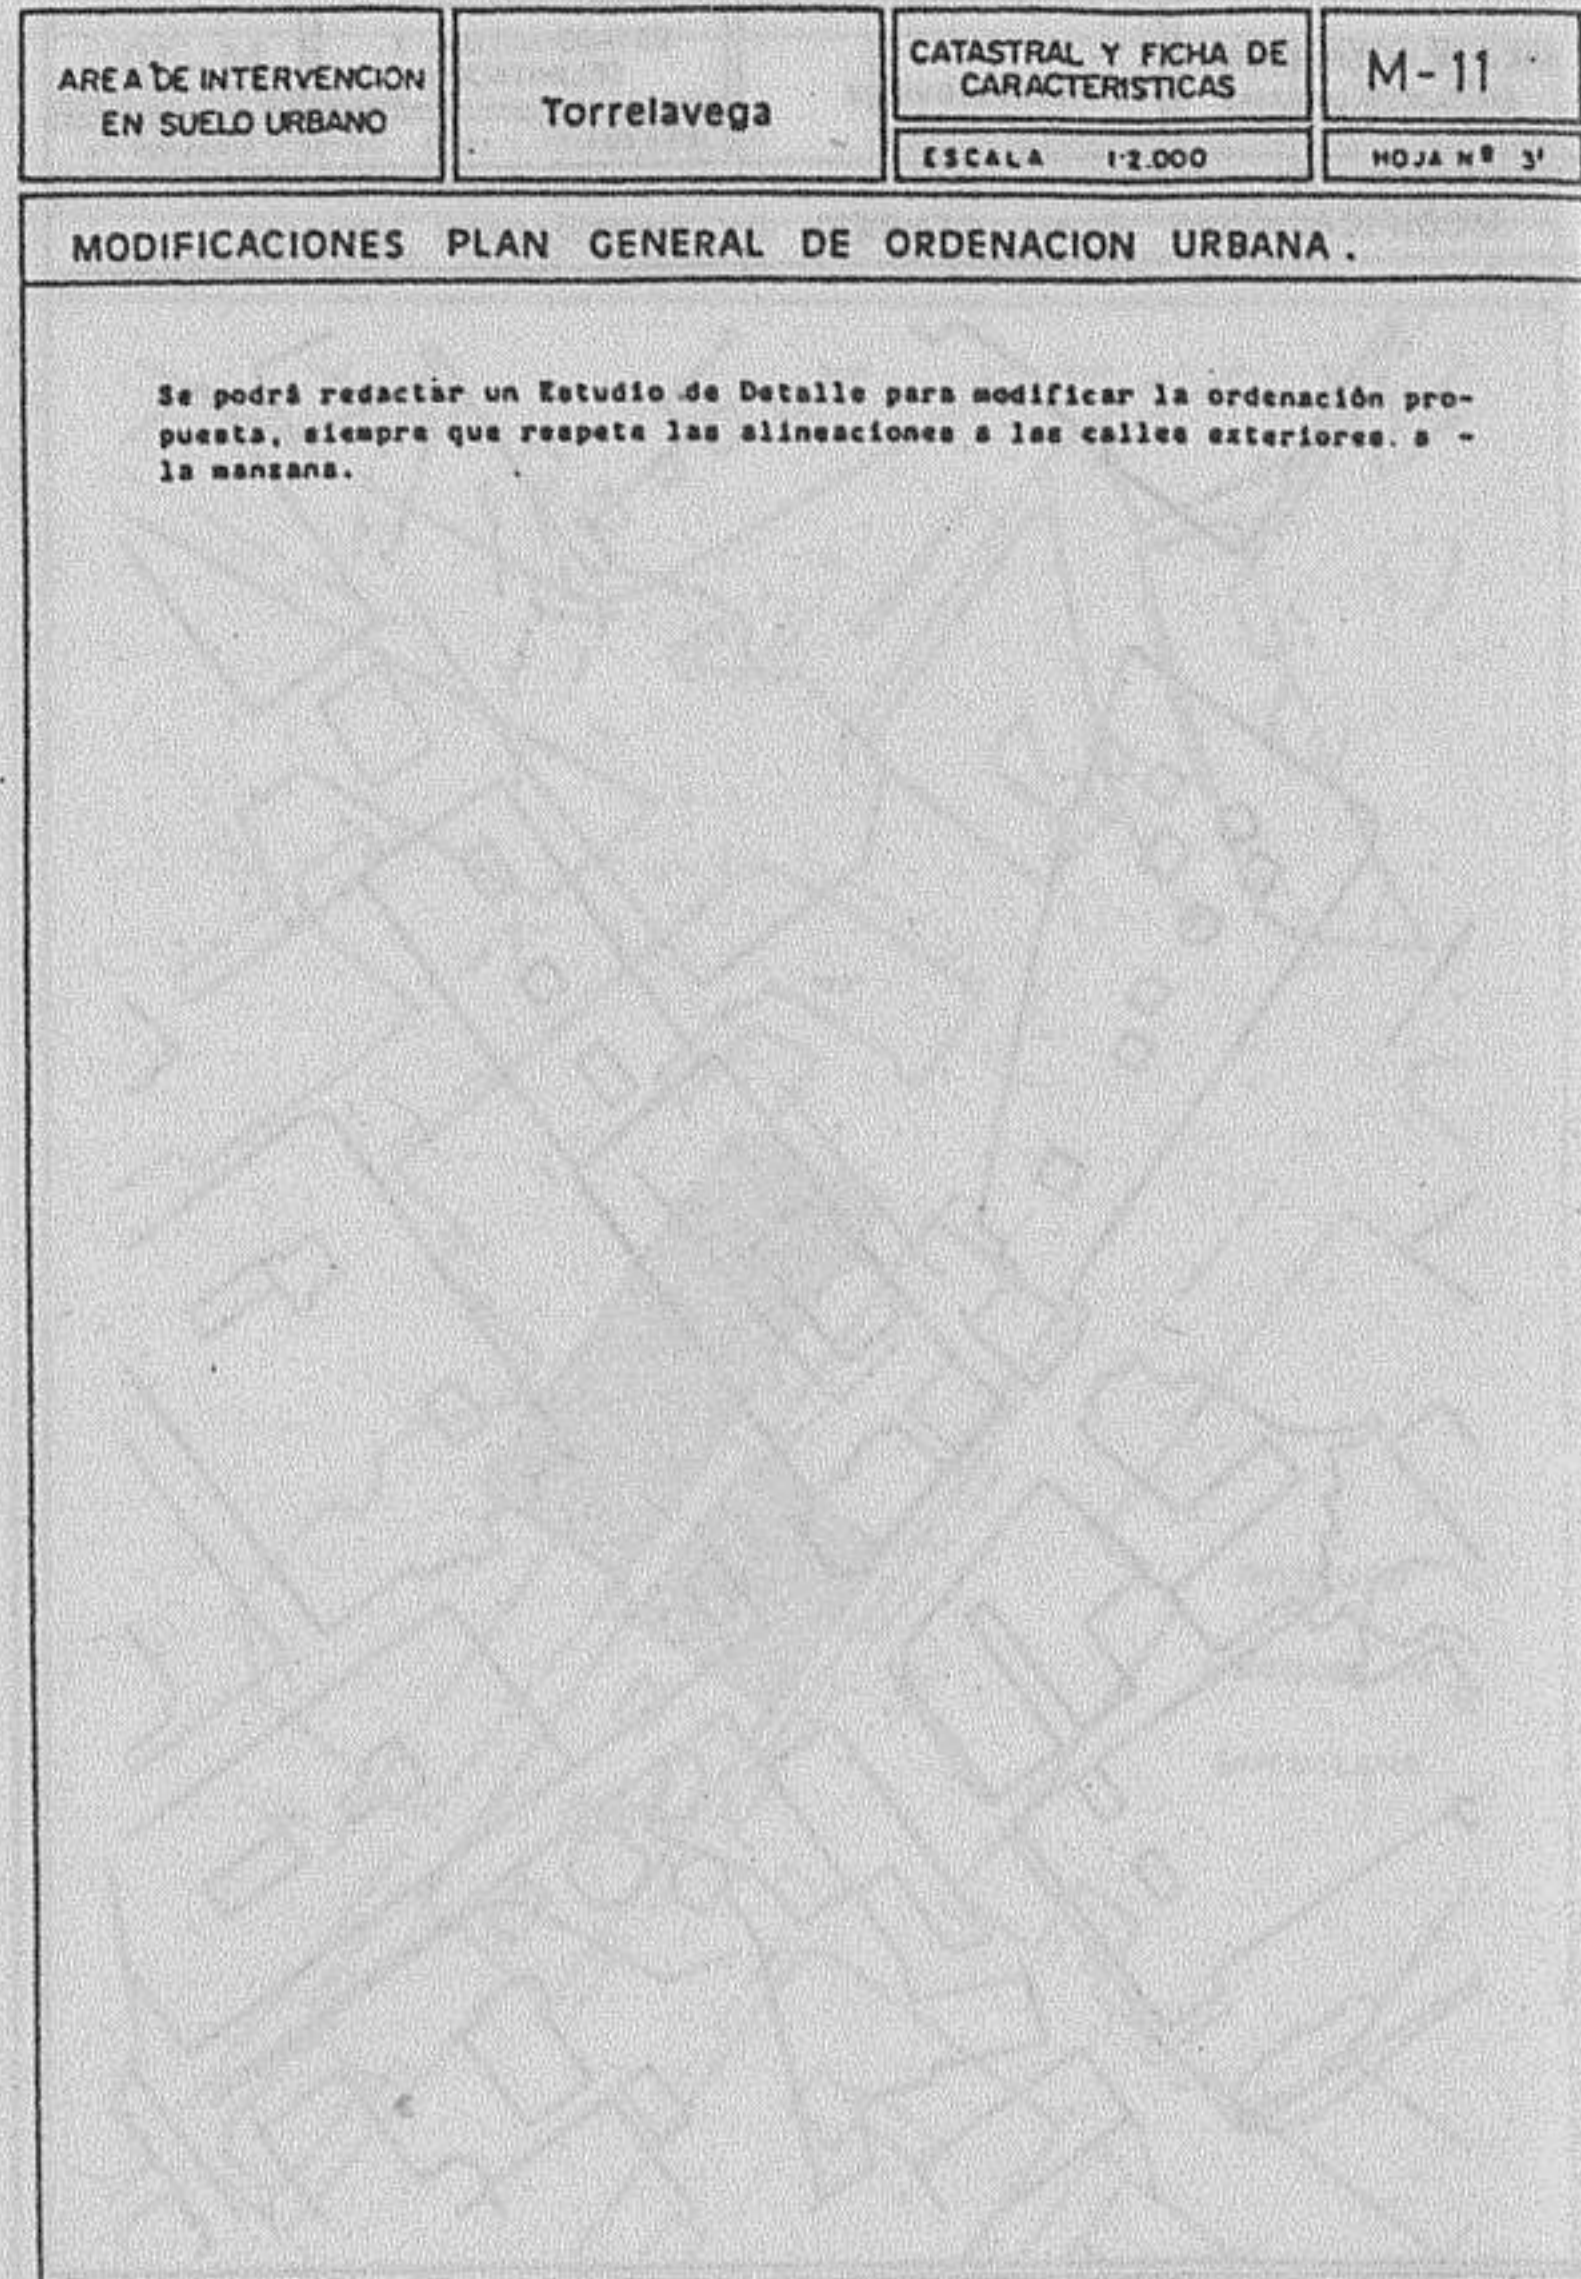 AREA DE INTERVENCION
EN SUELO URBANO
Torrelavega
CATASTRAL Y FICHA DE
CARACTERISTICAS
ESCALA 1:2.000
M-11
HOJA Nº 3'
MODIFICACIONES PLAN GENERAL DE ORDENACION URBANA.
Se podrá redactar un Estudio de Detalle para modificar la ordenación pro-
puesta, siempre que respete las alineaciones a las calles exteriores. a -
la manzana.